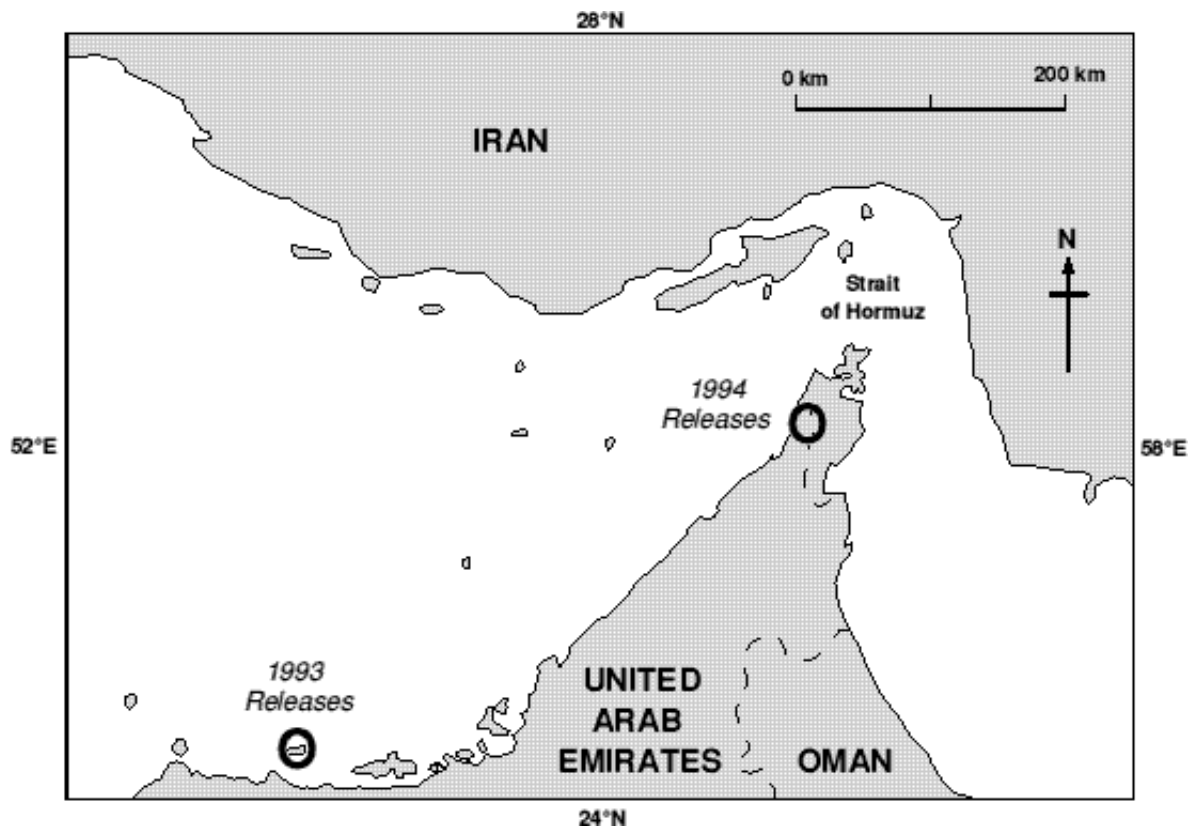 28°N
0 km
200 km
IRAN
N
Strait
of Hormuz
1994
Releases
52°E
58°E
1993
Releases
UNITED
ARAB
EMIRATES
OMAN
24°N